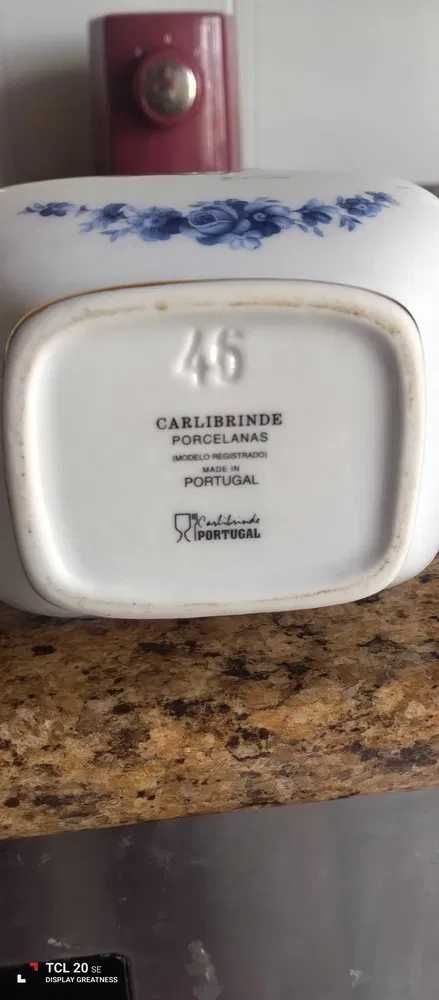 46
CARLIBRINDE
PORCELANAS
(MODELO REGISTRADO)
MADE IN
PORTUGAL
Carlibrinde
PORTUGAL
TCL 20 SE
DISPLAY GREATNESS